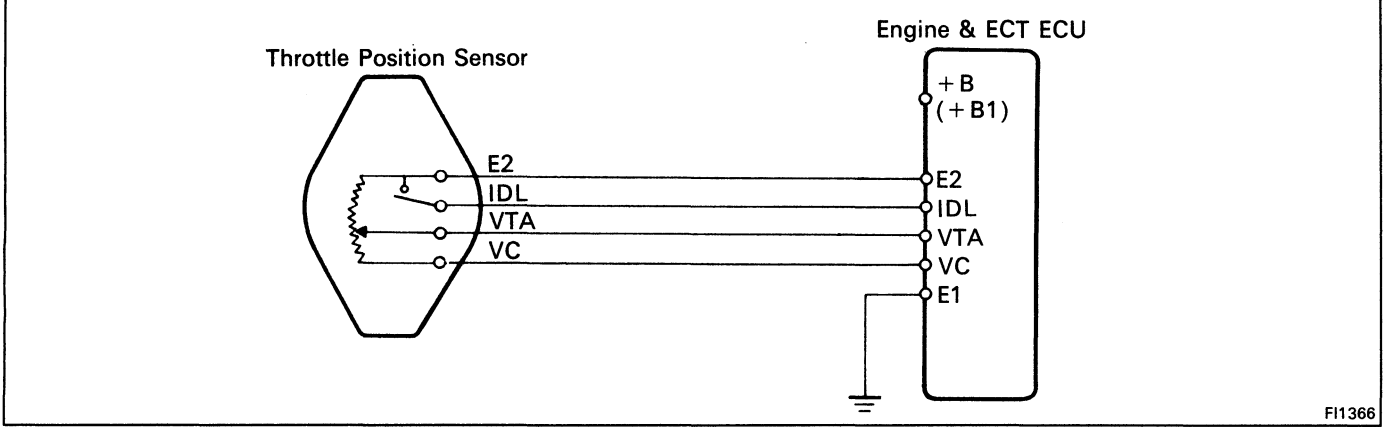 Engine & ECT ECU
Throttle Position Sensor
+B
(+B1)
E2
E2
IDL
IDL
VTA
VTA
VC
VC
E1
FI1366